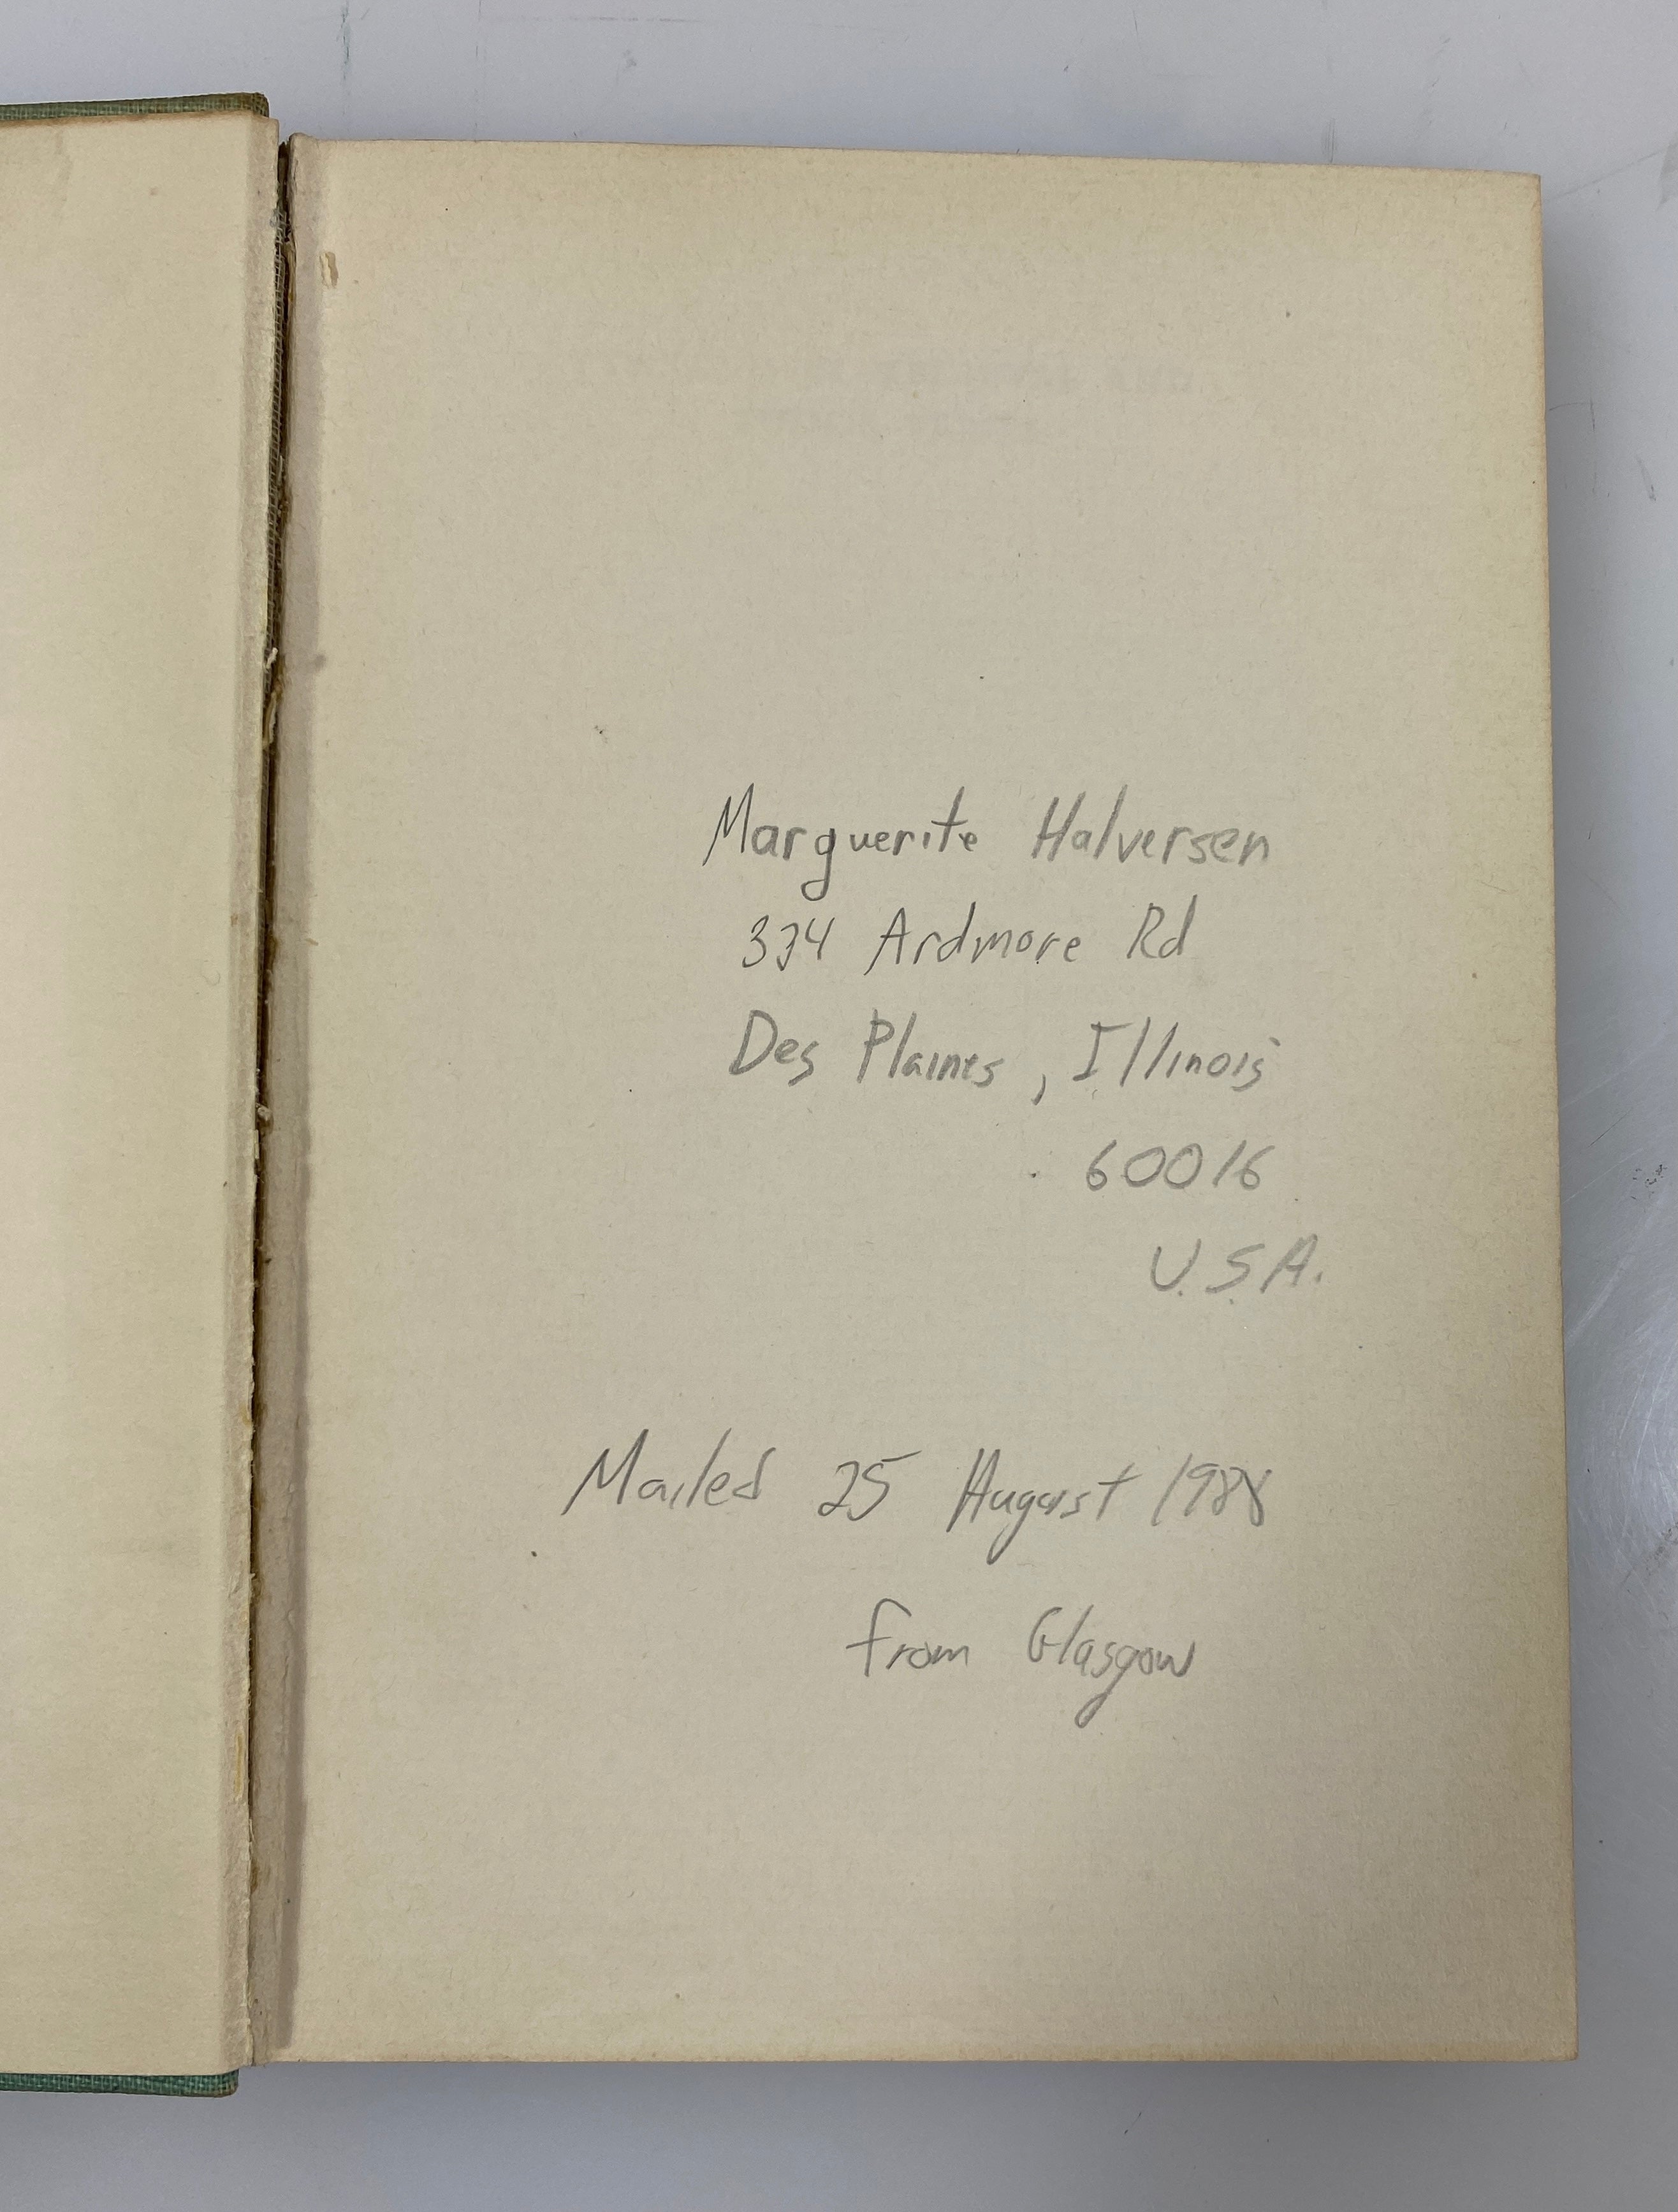 Marguerite Halversen
334 Ardmore Rd
Des Plaines, Illinois
60016
U.S.A.
Mailed 25 August 1988
from Glasgow